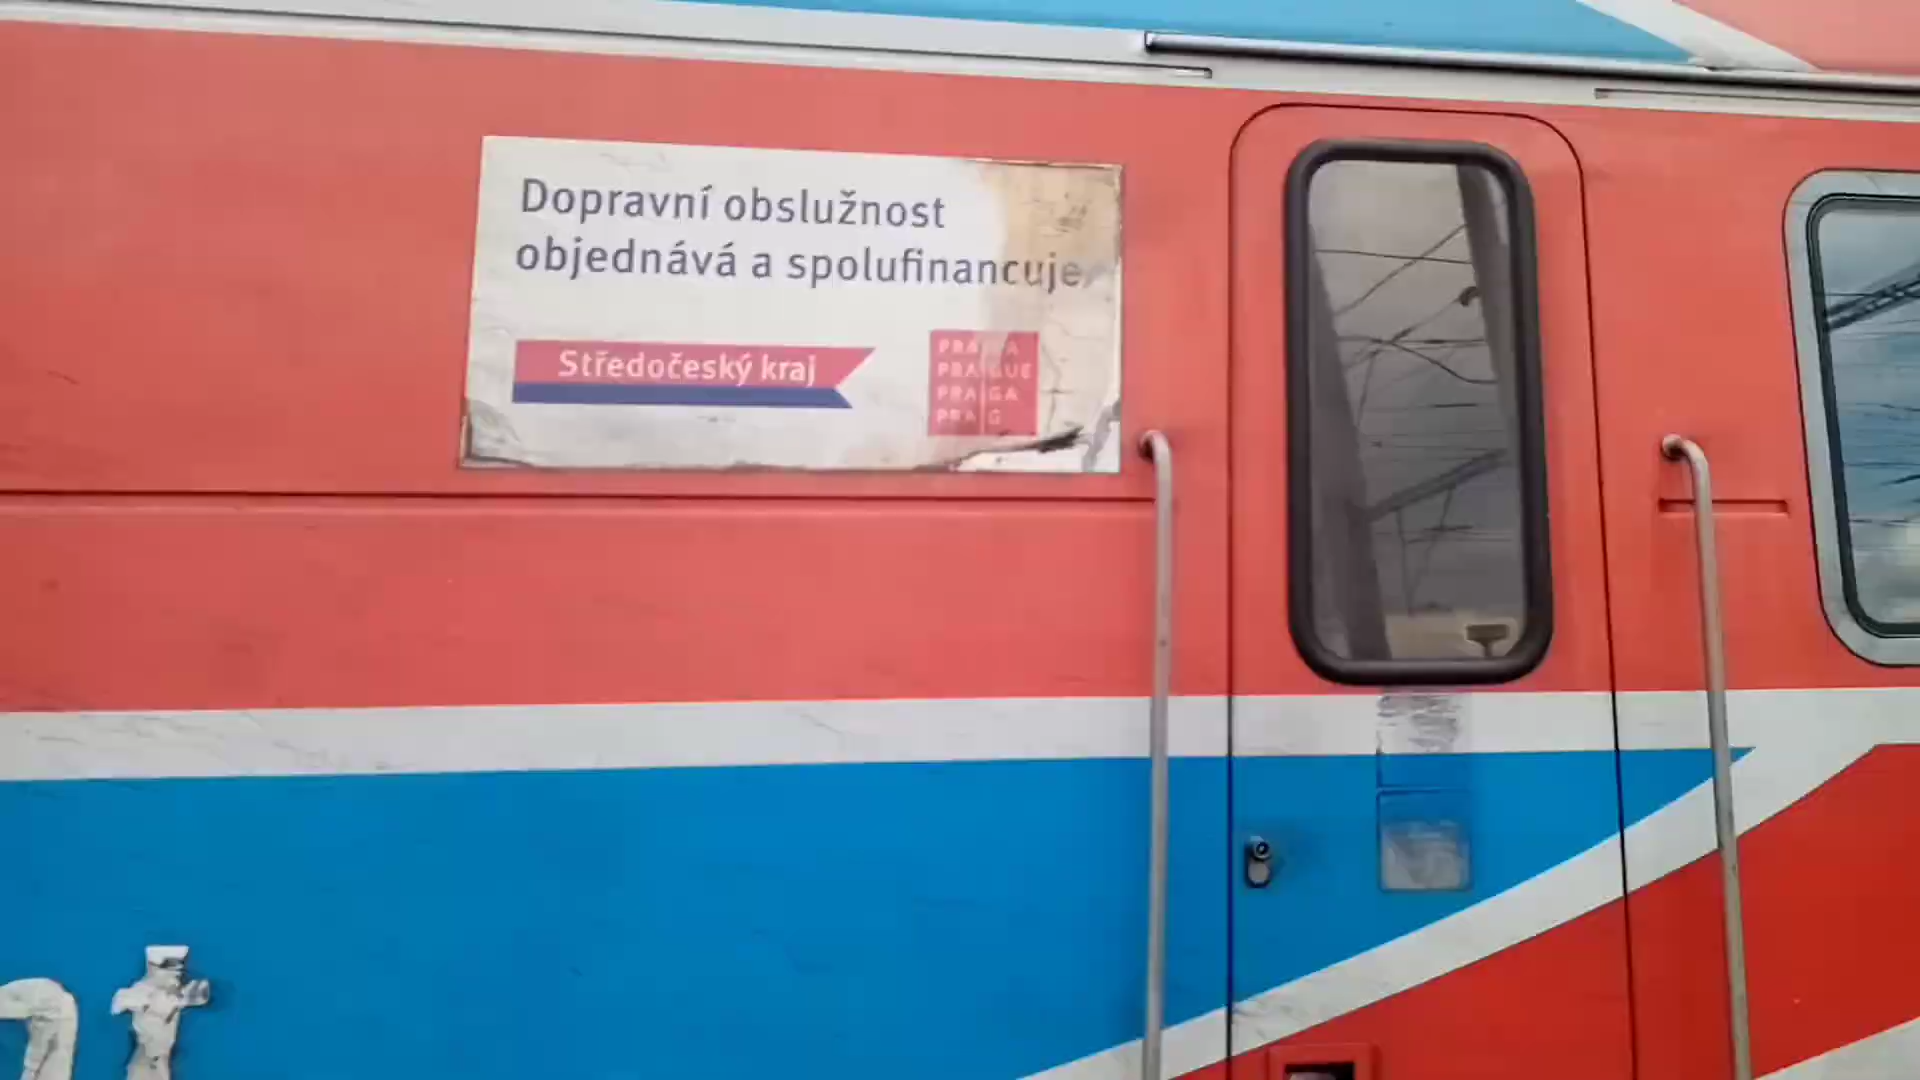 Dopravní obslužnost
objednává a spolufinancuje
Středočeský kraj
PRAHA
PRAGUE
PRAGA
PRAG